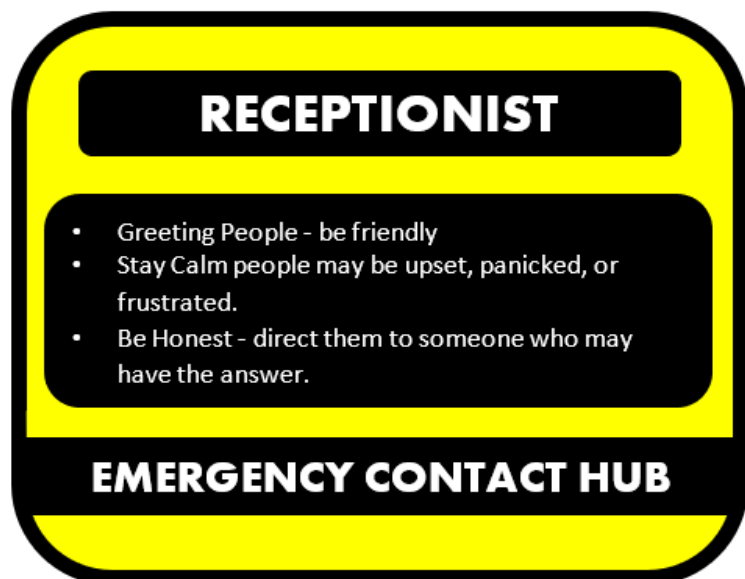 RECEPTIONIST
• Greeting People - be friendly
• Stay Calm people may be upset, panicked, or
frustrated.
• Be Honest - direct them to someone who may
have the answer.
EMERGENCY CONTACT HUB